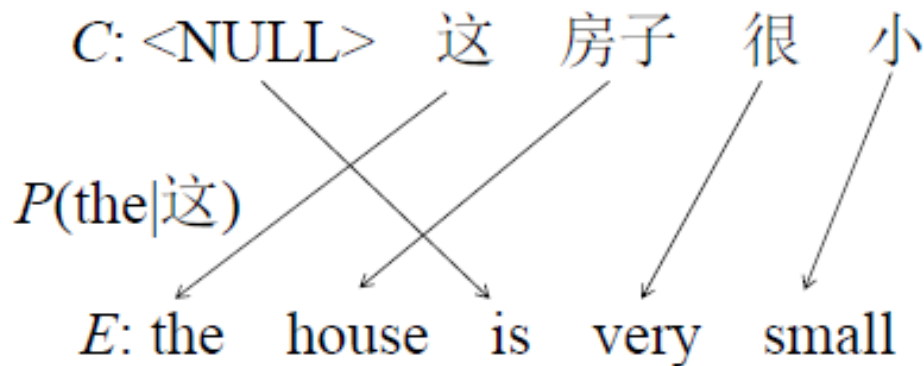 C: <NULL> 这 房子 很 小
P(the|这)
E: the house is very small